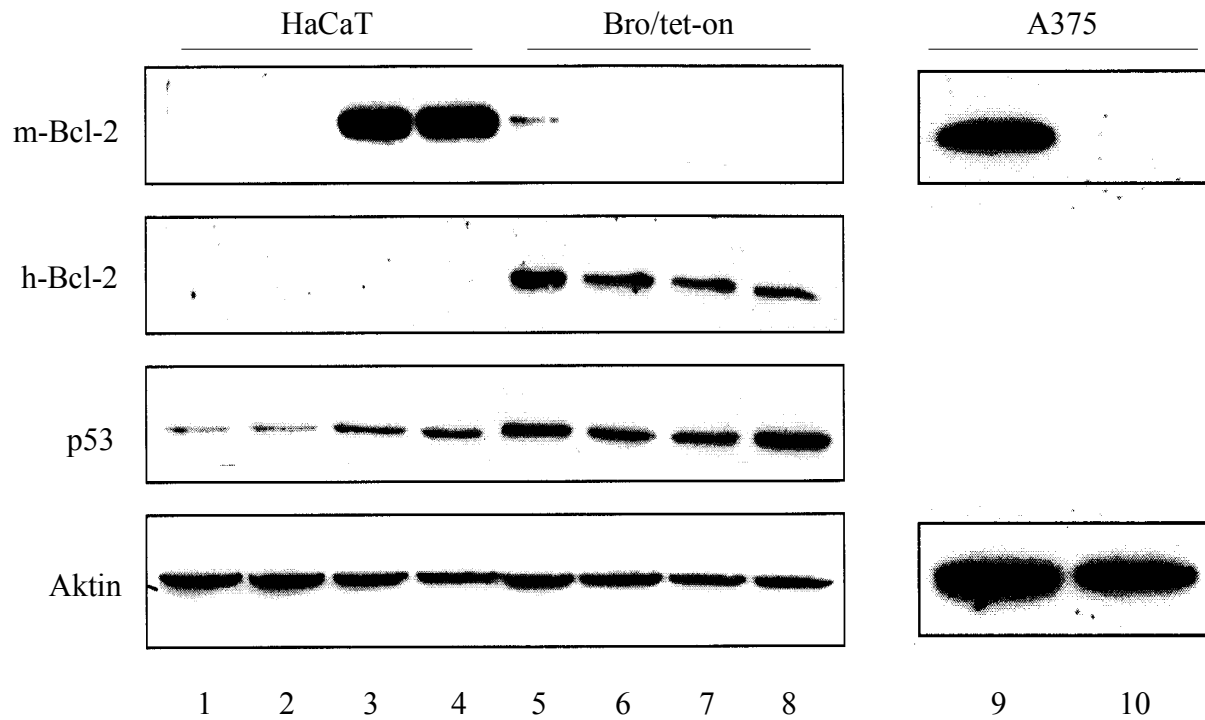 HaCaT Bro/tet-on A375
m-Bcl-2
h-Bcl-2
p53
Aktin
1 2 3 4 5 6 7 8 9 10